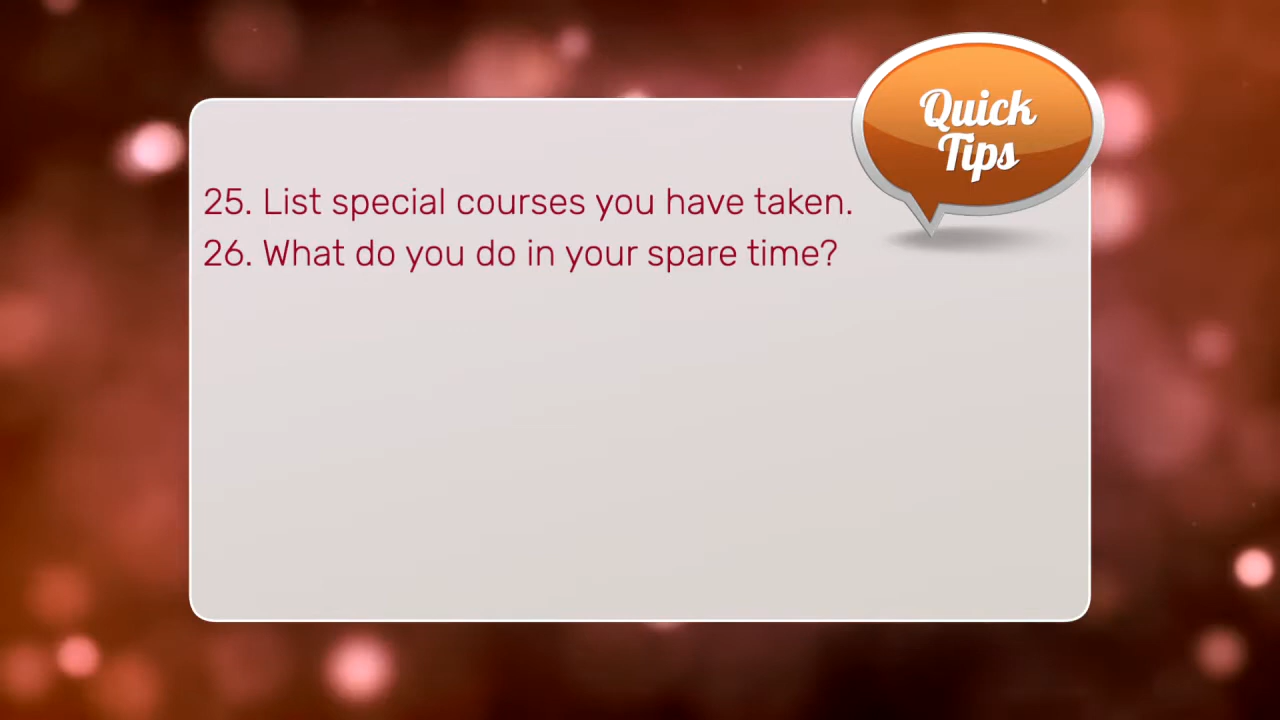 Quick
Tips
25. List special courses you have taken.
26. What do you do in your spare time?